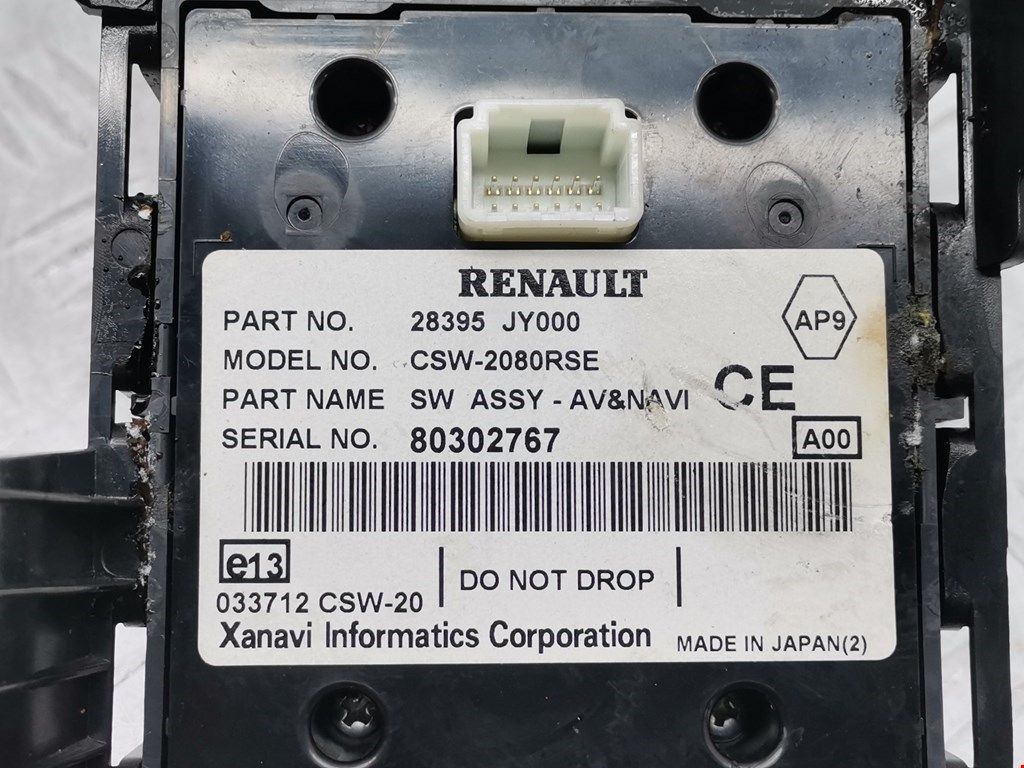 RENAULT
PART NO. 28395 JY000
AP9
MODEL NO. CSW-2080RSE
PART NAME SW ASSY - AV&NAVI
CE
SERIAL NO. 80302767
A00
e13
DO NOT DROP
033712 CSW-20
Xanavi Informatics Corporation
MADE IN JAPAN(2)